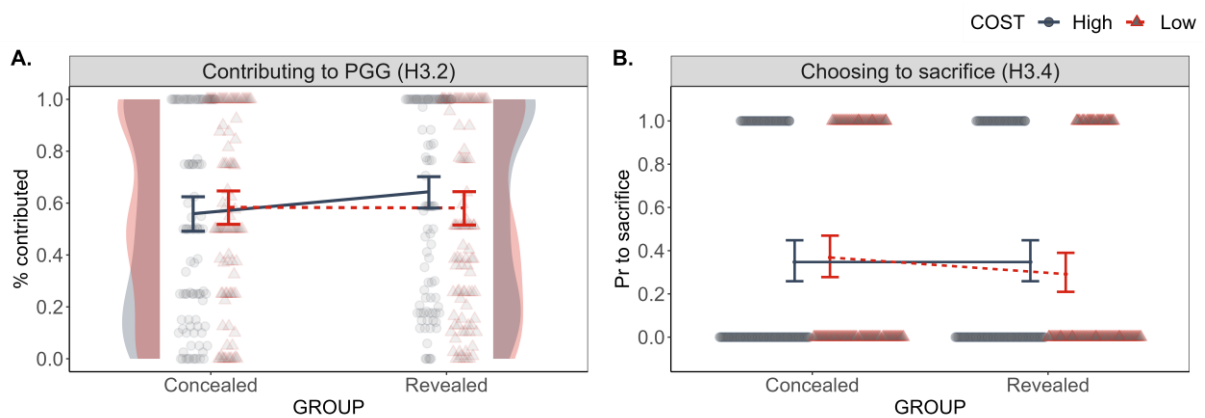 COST High Low
A.
Contributing to PGG (H3.2)
% contributed
1.0
0.8
0.6
0.4
0.2
0.0
Concealed Revealed
GROUP
B.
Choosing to sacrifice (H3.4)
Pr to sacrifice
1.0
0.8
0.6
0.4
0.2
0.0
Concealed Revealed
GROUP